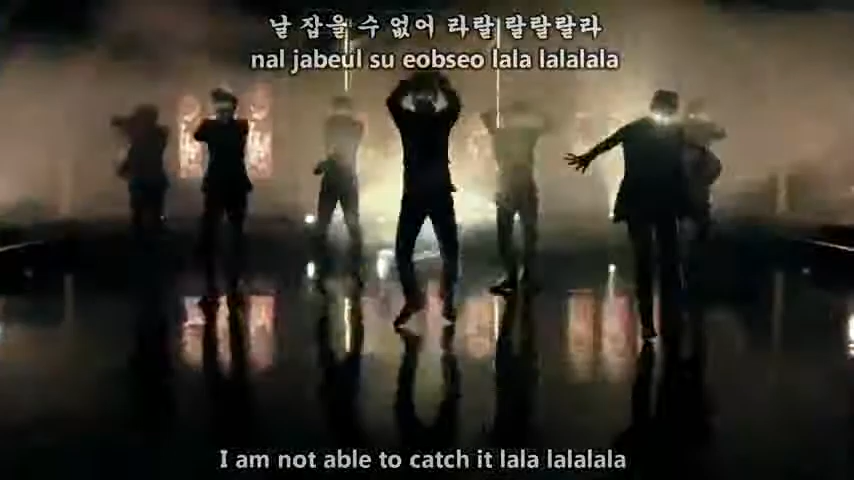 날 잡을 수 없어 라랄 랄랄랄라
nal jabeul su eobseo lala lalalala
I am not able to catch it lala lalalala